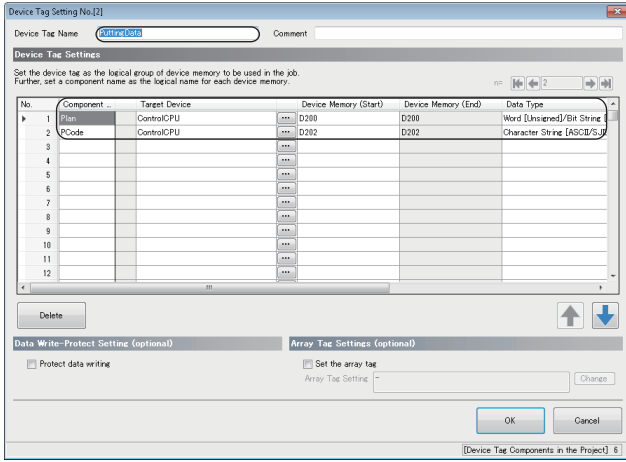 Device Tag Setting No.[2]
Device Tag Name PuttingData Comment
Device Tag Settings
Set the device tag as the logical group of device memory to be used in the job.
Further, set a component name as the logical name for each device memory.
n= 2
No. Component .. Target Device Device Memory (Start) Device Memory (End) Data Type
1 Plan ControlCPU ... D200 D200 Word [Unsigned]/Bit String [
2 PCode ControlCPU ... D202 D202 Character String [ASCII/SJI
3 ...
4 ...
5 ...
6 ...
7 ...
8 ...
9 ...
10 ...
11 ...
12 ...
Delete
Data Write-Protect Setting (optional) Array Tag Settings (optional)
Protect data writing Set the array tag
Array Tag Setting - Change
OK Cancel
[Device Tag Components in the Project] 6